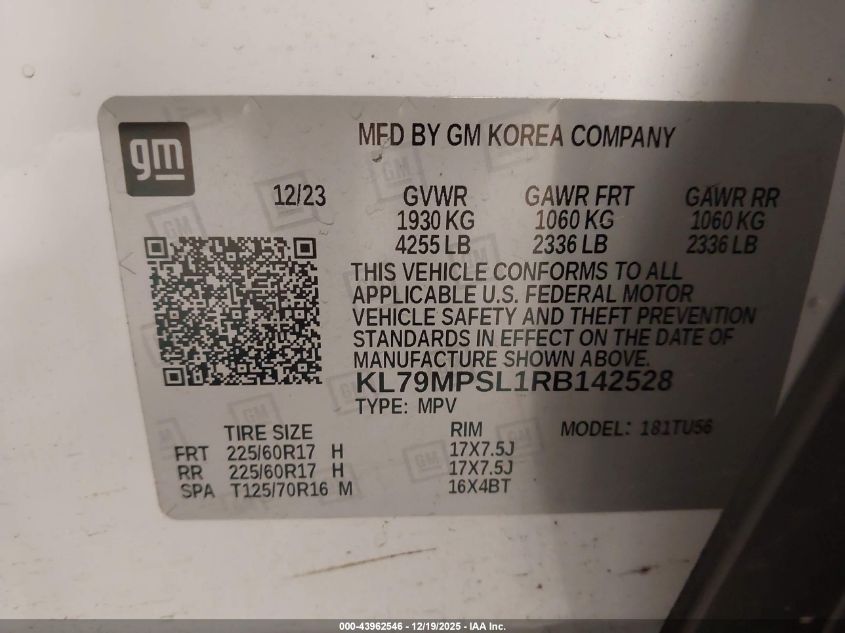 gm
MFD BY GM KOREA COMPANY
12/23 GVWR GAWR FRT GAWR RR
1930 KG 1060 KG 1060 KG
4255 LB 2336 LB 2336 LB
THIS VEHICLE CONFORMS TO ALL
APPLICABLE U.S. FEDERAL MOTOR
VEHICLE SAFETY AND THEFT PREVENTION
STANDARDS IN EFFECT ON THE DATE OF
MANUFACTURE SHOWN ABOVE.
KL79MPSL1RB142528
TYPE: MPV
TIRE SIZE RIM MODEL: 181TU56
FRT 225/60R17 H 17X7.5J
RR 225/60R17 H 17X7.5J
SPA T125/70R16 M 16X4BT
000-43962546 - 12/19/2025 - IAA Inc.